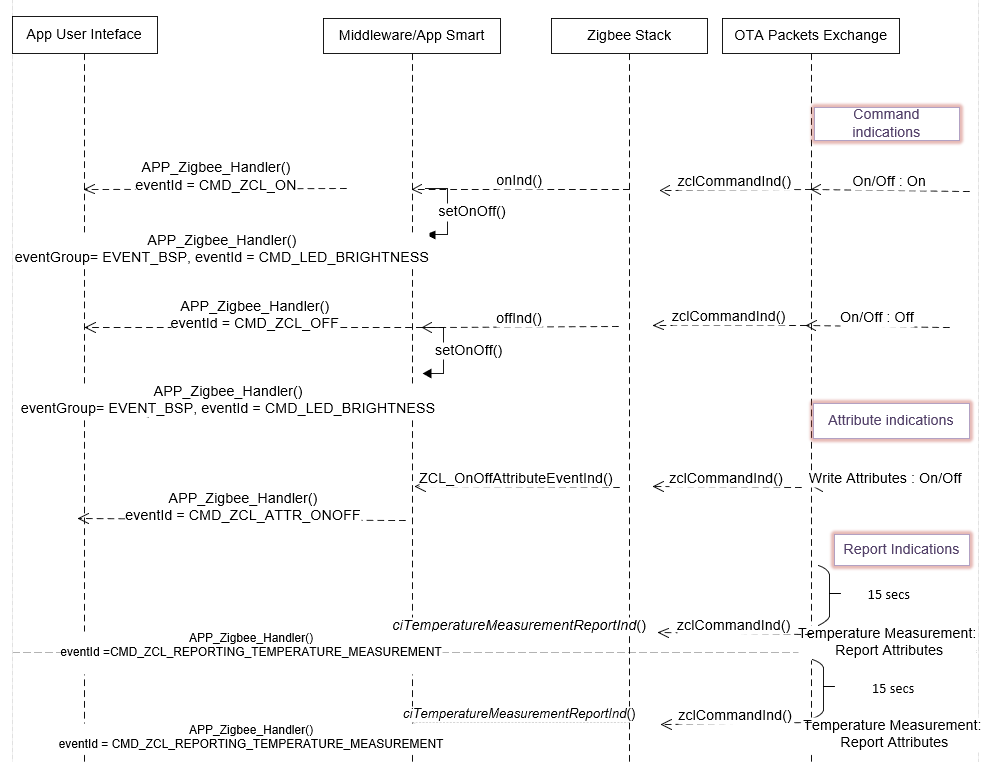 App User Inteface
Middleware/App Smart
Zigbee Stack
OTA Packets Exchange
Command
indications
APP_Zigbee_Handler()
eventId = CMD_ZCL_ON
onInd()
zclCommandInd()
On/Off : On
setOnOff()
APP_Zigbee_Handler()
eventGroup= EVENT_BSP, eventId = CMD_LED_BRIGHTNESS
APP_Zigbee_Handler()
eventId = CMD_ZCL_OFF
offInd()
zclCommandInd()
On/Off : Off
setOnOff()
APP_Zigbee_Handler()
eventGroup= EVENT_BSP, eventId = CMD_LED_BRIGHTNESS
Attribute indications
ZCL_OnOffAttributeEventInd()
zclCommandInd()
Write Attributes : On/Off
APP_Zigbee_Handler()
eventId = CMD_ZCL_ATTR_ONOFF
Report Indications
15 secs
ciTemperatureMeasurementReportInd()
zclCommandInd()
Temperature Measurement:
Report Attributes
APP_Zigbee_Handler()
eventId =CMD_ZCL_REPORTING_TEMPERATURE_MEASUREMENT
15 secs
ciTemperatureMeasurementReportInd()
zclCommandInd()
Temperature Measurement:
Report Attributes
APP_Zigbee_Handler()
eventId = CMD_ZCL_REPORTING_TEMPERATURE_MEASUREMENT